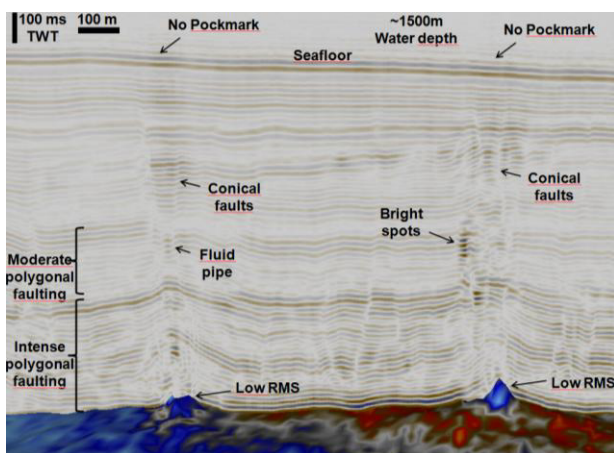 100 ms
TWT
100 m
No Pockmark
~1500m
Water depth
No Pockmark
Seafloor
Conical
faults
Conical
faults
Bright
spots
Fluid
pipe
Moderate
polygonal
faulting
Intense
polygonal
faulting
Low RMS
Low RMS